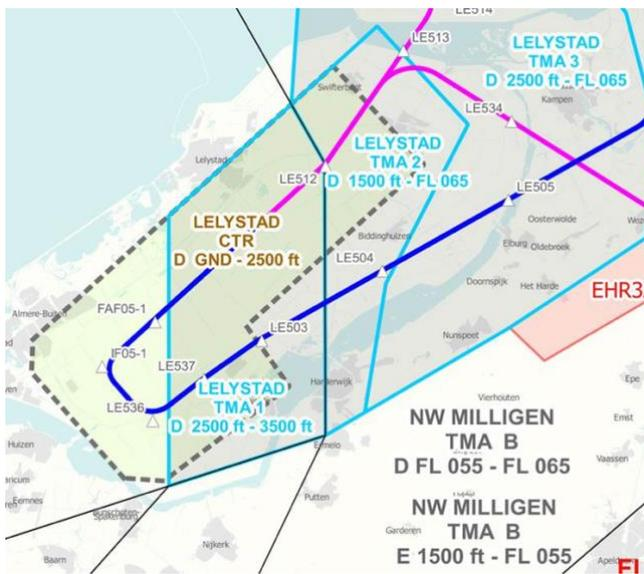 LE514
LE513
LELYSTAD
TMA 3
D 2500 ft - FL 065
Swifterbant
Kampen
LE534
LELYSTAD
TMA 2
D 1500 ft - FL 065
Lelystad
LE512
LE505
LELYSTAD
CTR
D GND - 2500 ft
Biddinghuizen
Oosterwolde
Elburg
Oldebroek
LE504
Doornspijk
Het Harde
EHR3
FAF05-1
Almere-Buiten
LE503
Nunspeet
IF05-1
LE537
LELYSTAD
TMA 1
D 2500 ft - 3500 ft
Harderwijk
LE536
Epe
Vierhouten
NW MILLIGEN
TMA B
D FL 055 - FL 065
Emst
Vaassen
Huizen
Ermelo
Putten
Eemnes
Bunschoten-
Spakenburg
NW MILLIGEN
TMA B
E 1500 ft - FL 055
Garderen
Nijkerk
Baarn